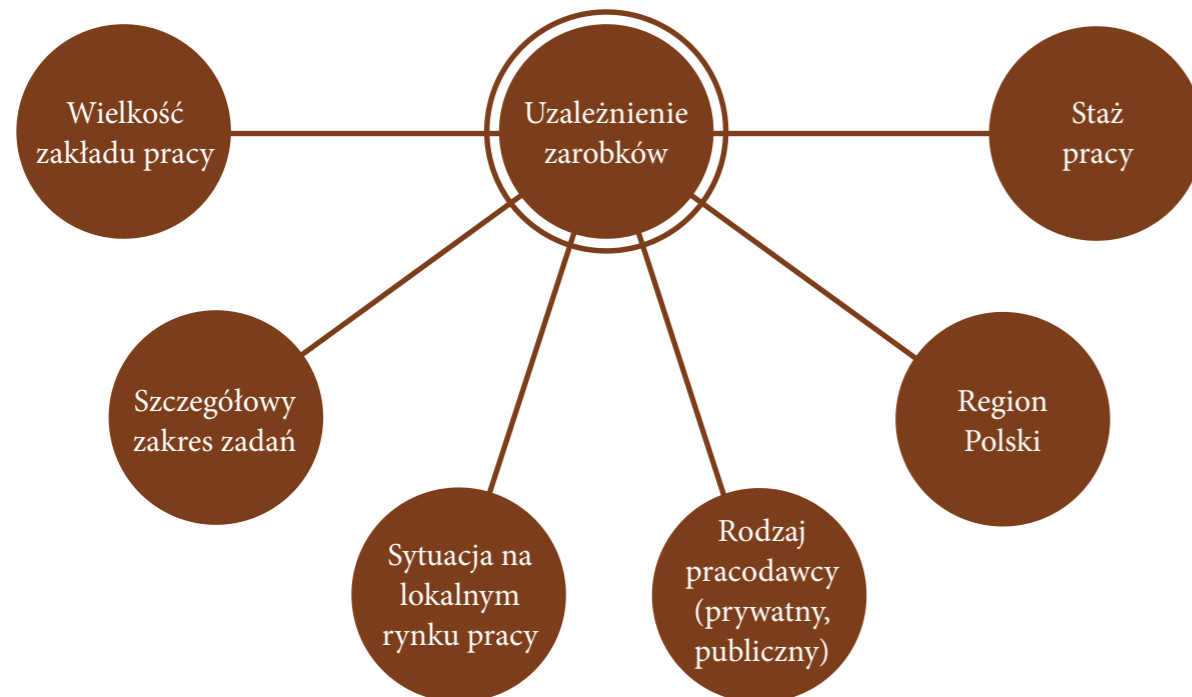 Wielkość
zakładu pracy
Uzależnienie
zarobków
Staż
pracy
Szczegółowy
zakres zadań
Region
Polski
Sytuacja na
lokalnym
rynku pracy
Rodzaj
pracodawcy
(prywatny,
publiczny)